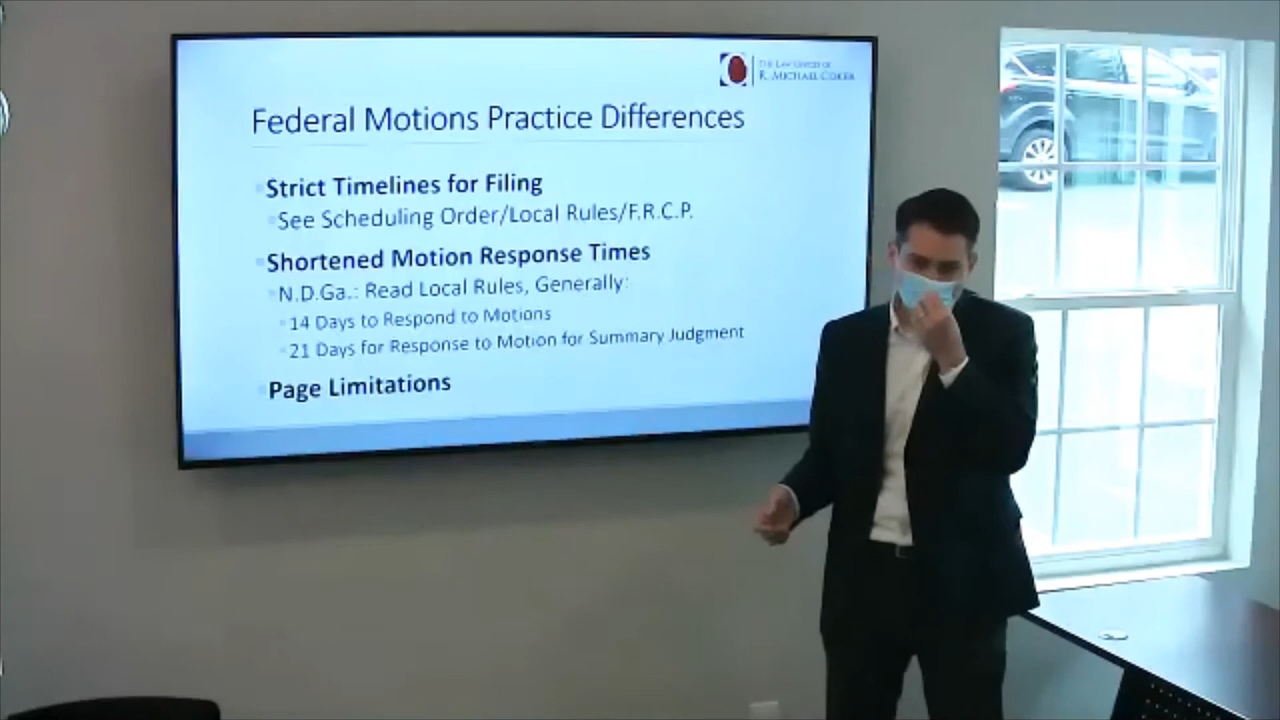 THE LAW OFFICES OF
R. MICHAEL COKER
Federal Motions Practice Differences
Strict Timelines for Filing
See Scheduling Order/Local Rules/F.R.C.P.
Shortened Motion Response Times
N.D.Ga.: Read Local Rules, Generally:
14 Days to Respond to Motions
21 Days for Response to Motion for Summary Judgment
Page Limitations